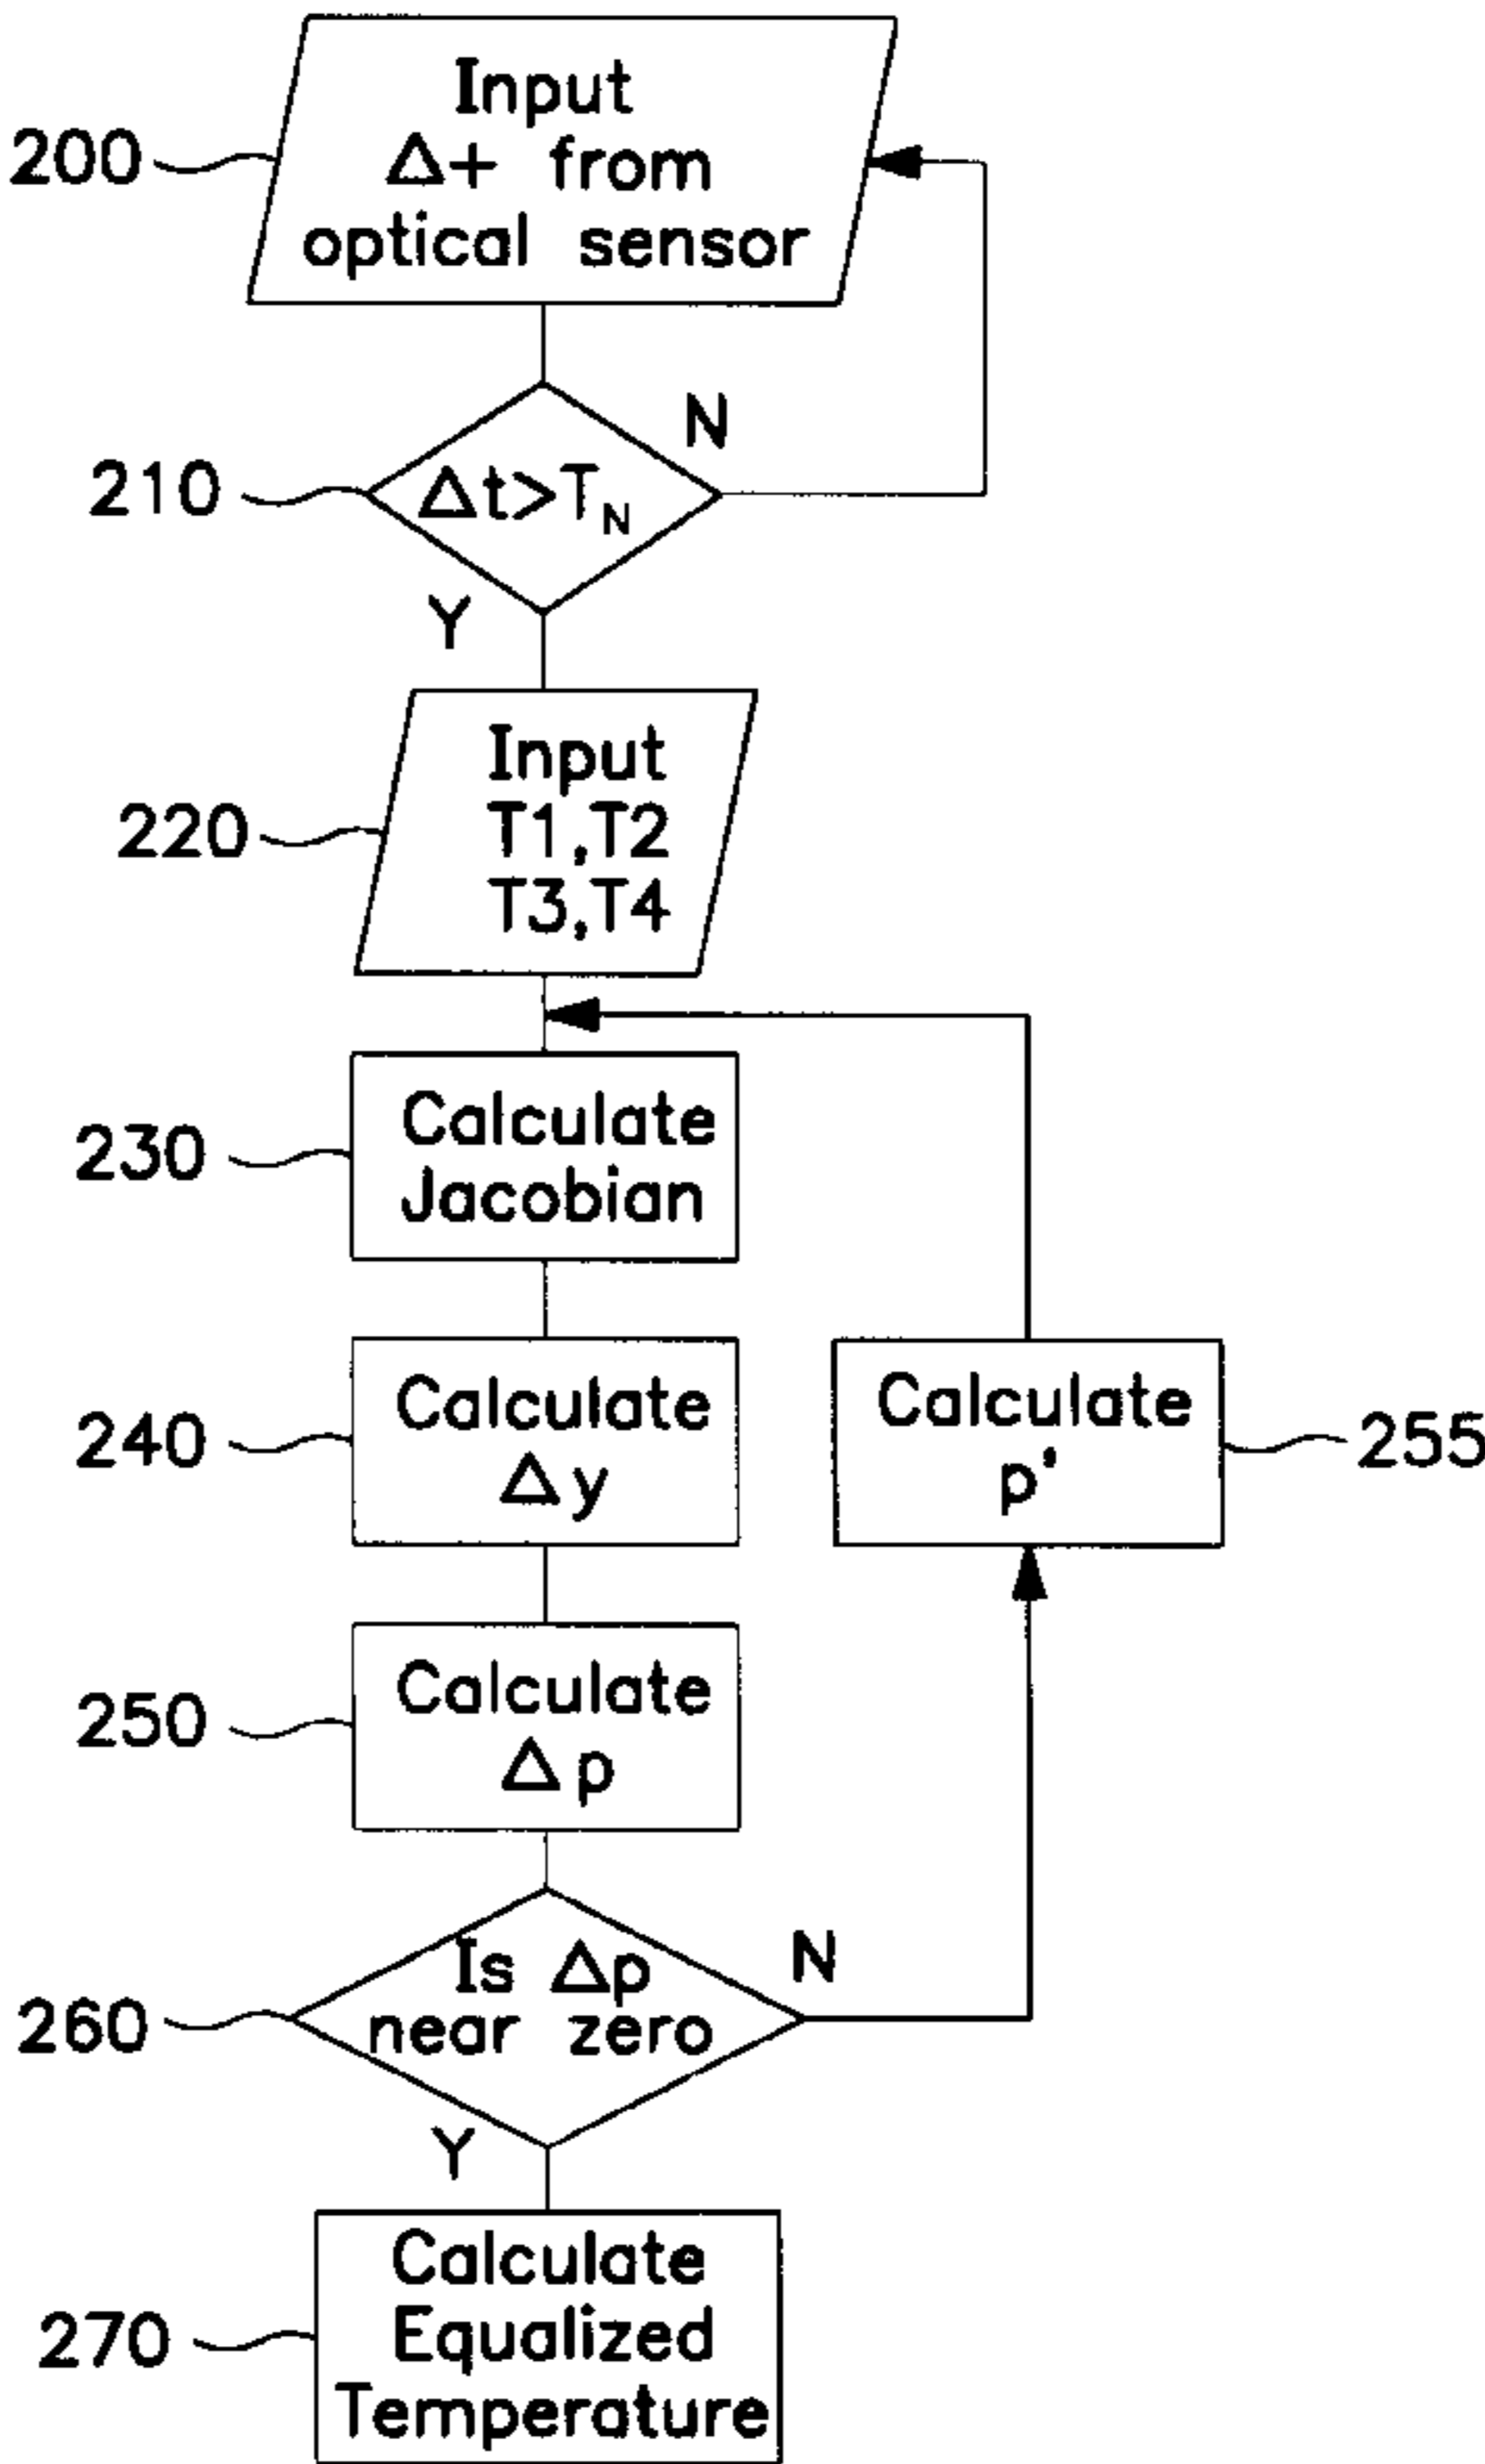 Input
Δ+ from
optical sensor
200
N
210
Δt>T_N
Y
Input
T1,T2
T3,T4
220
Calculate
Jacobian
230
Calculate
Δy
240
Calculate
p'
255
Calculate
Δp
250
Is Δp
near zero
N
260
Y
Calculate
Equalized
Temperature
270